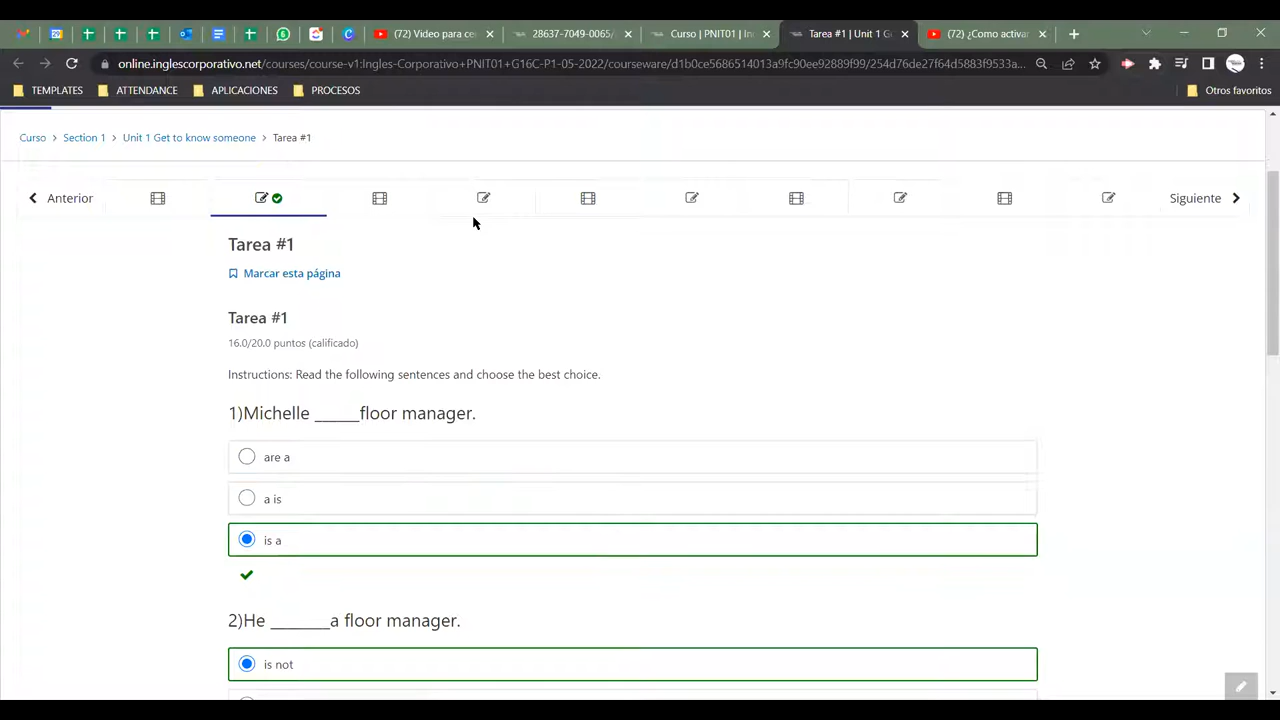 (72) Video para ce
28637-7049-0065/
Curso | PNIT01 | In
Tarea #1 | Unit 1 G
(72) ¿Como activar
online.inglescorporativo.net/courses/course-v1:Ingles-Corporativo+PNIT01+G16C-P1-05-2022/courseware/d1b0ce5686514013a9fc90ee92889f99/254d76de27f64d5883f9533a...
TEMPLATES
ATTENDANCE
APLICACIONES
PROCESOS
Otros favoritos
Curso > Section 1 > Unit 1 Get to know someone > Tarea #1
Anterior
Siguiente
Tarea #1
Marcar esta página
Tarea #1
16.0/20.0 puntos (calificado)
Instructions: Read the following sentences and choose the best choice.
1)Michelle ______floor manager.
are a
a is
is a
2)He _______a floor manager.
is not